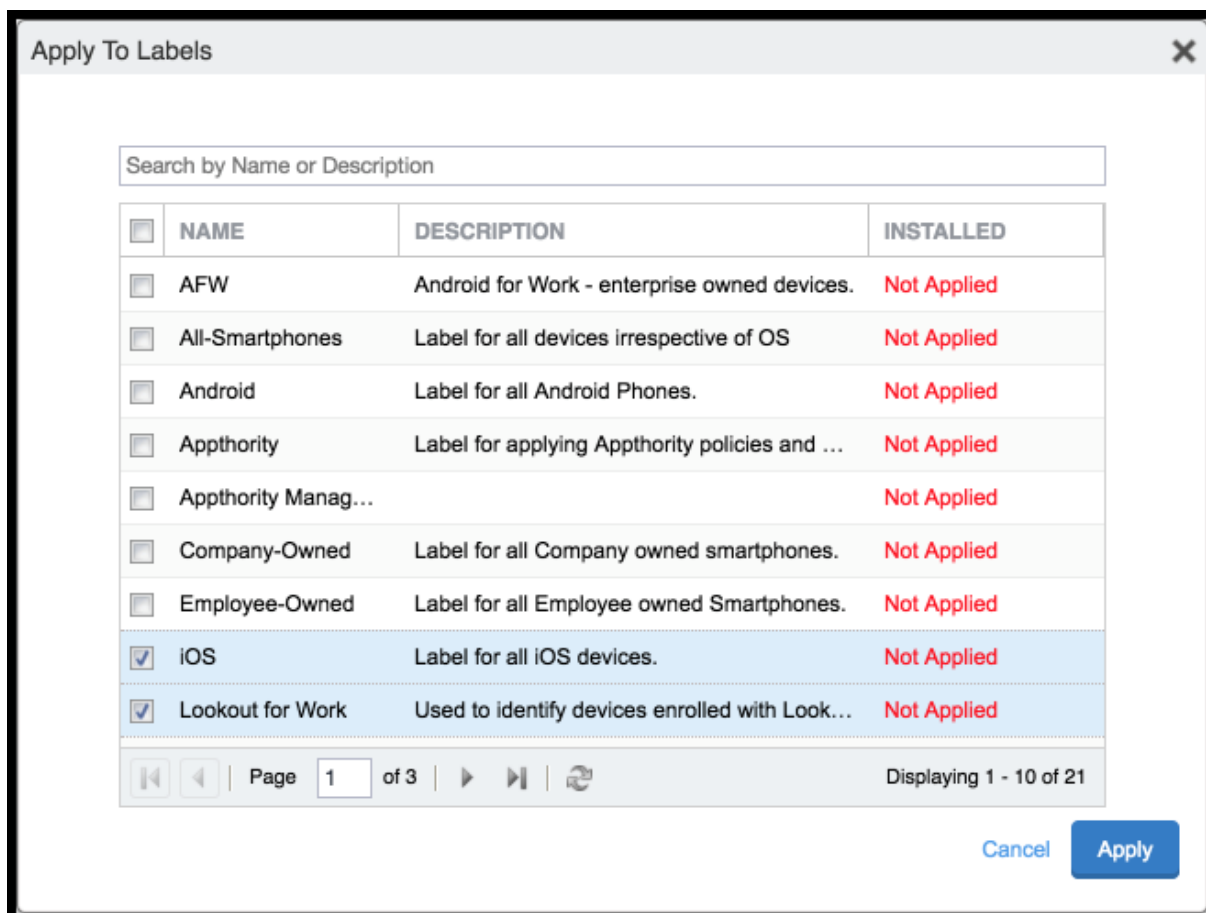 Apply To Labels
Search by Name or Description
NAME DESCRIPTION INSTALLED
AFW Android for Work - enterprise owned devices. Not Applied
All-Smartphones Label for all devices irrespective of OS Not Applied
Android Label for all Android Phones. Not Applied
Appthority Label for applying Appthority policies and ... Not Applied
Appthority Manag... Not Applied
Company-Owned Label for all Company owned smartphones. Not Applied
Employee-Owned Label for all Employee owned Smartphones. Not Applied
iOS Label for all iOS devices. Not Applied
Lookout for Work Used to identify devices enrolled with Look... Not Applied
Page 1 of 3 Displaying 1 - 10 of 21
Cancel Apply